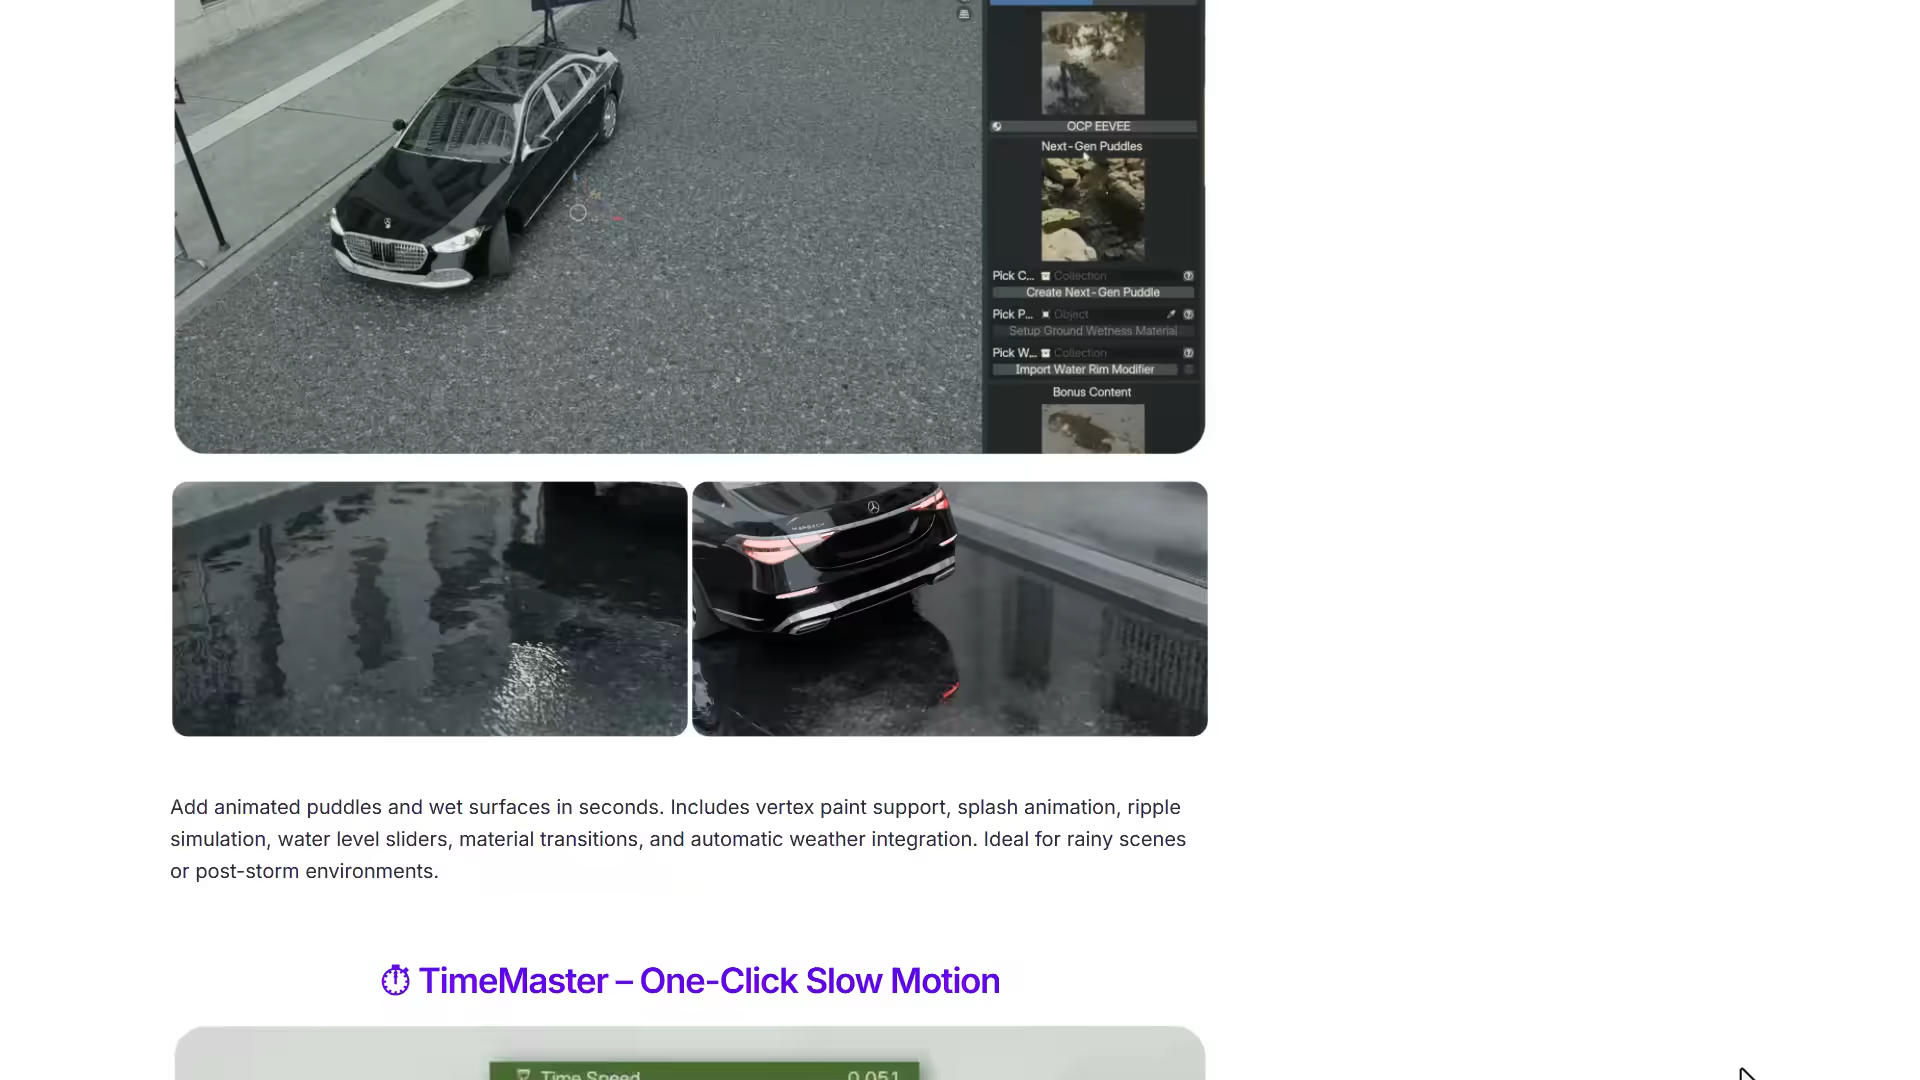 OCP EEVEE
Next-Gen Puddles
Pick C... Collection
Create Next-Gen Puddle
Pick P... Object
Setup Ground Wetness Material
Pick W... Collection
Import Water Rim Modifier
Bonus Content
MAYBACH
Add animated puddles and wet surfaces in seconds. Includes vertex paint support, splash animation, ripple
simulation, water level sliders, material transitions, and automatic weather integration. Ideal for rainy scenes
or post-storm environments.
TimeMaster – One-Click Slow Motion
Time Speed 0.051